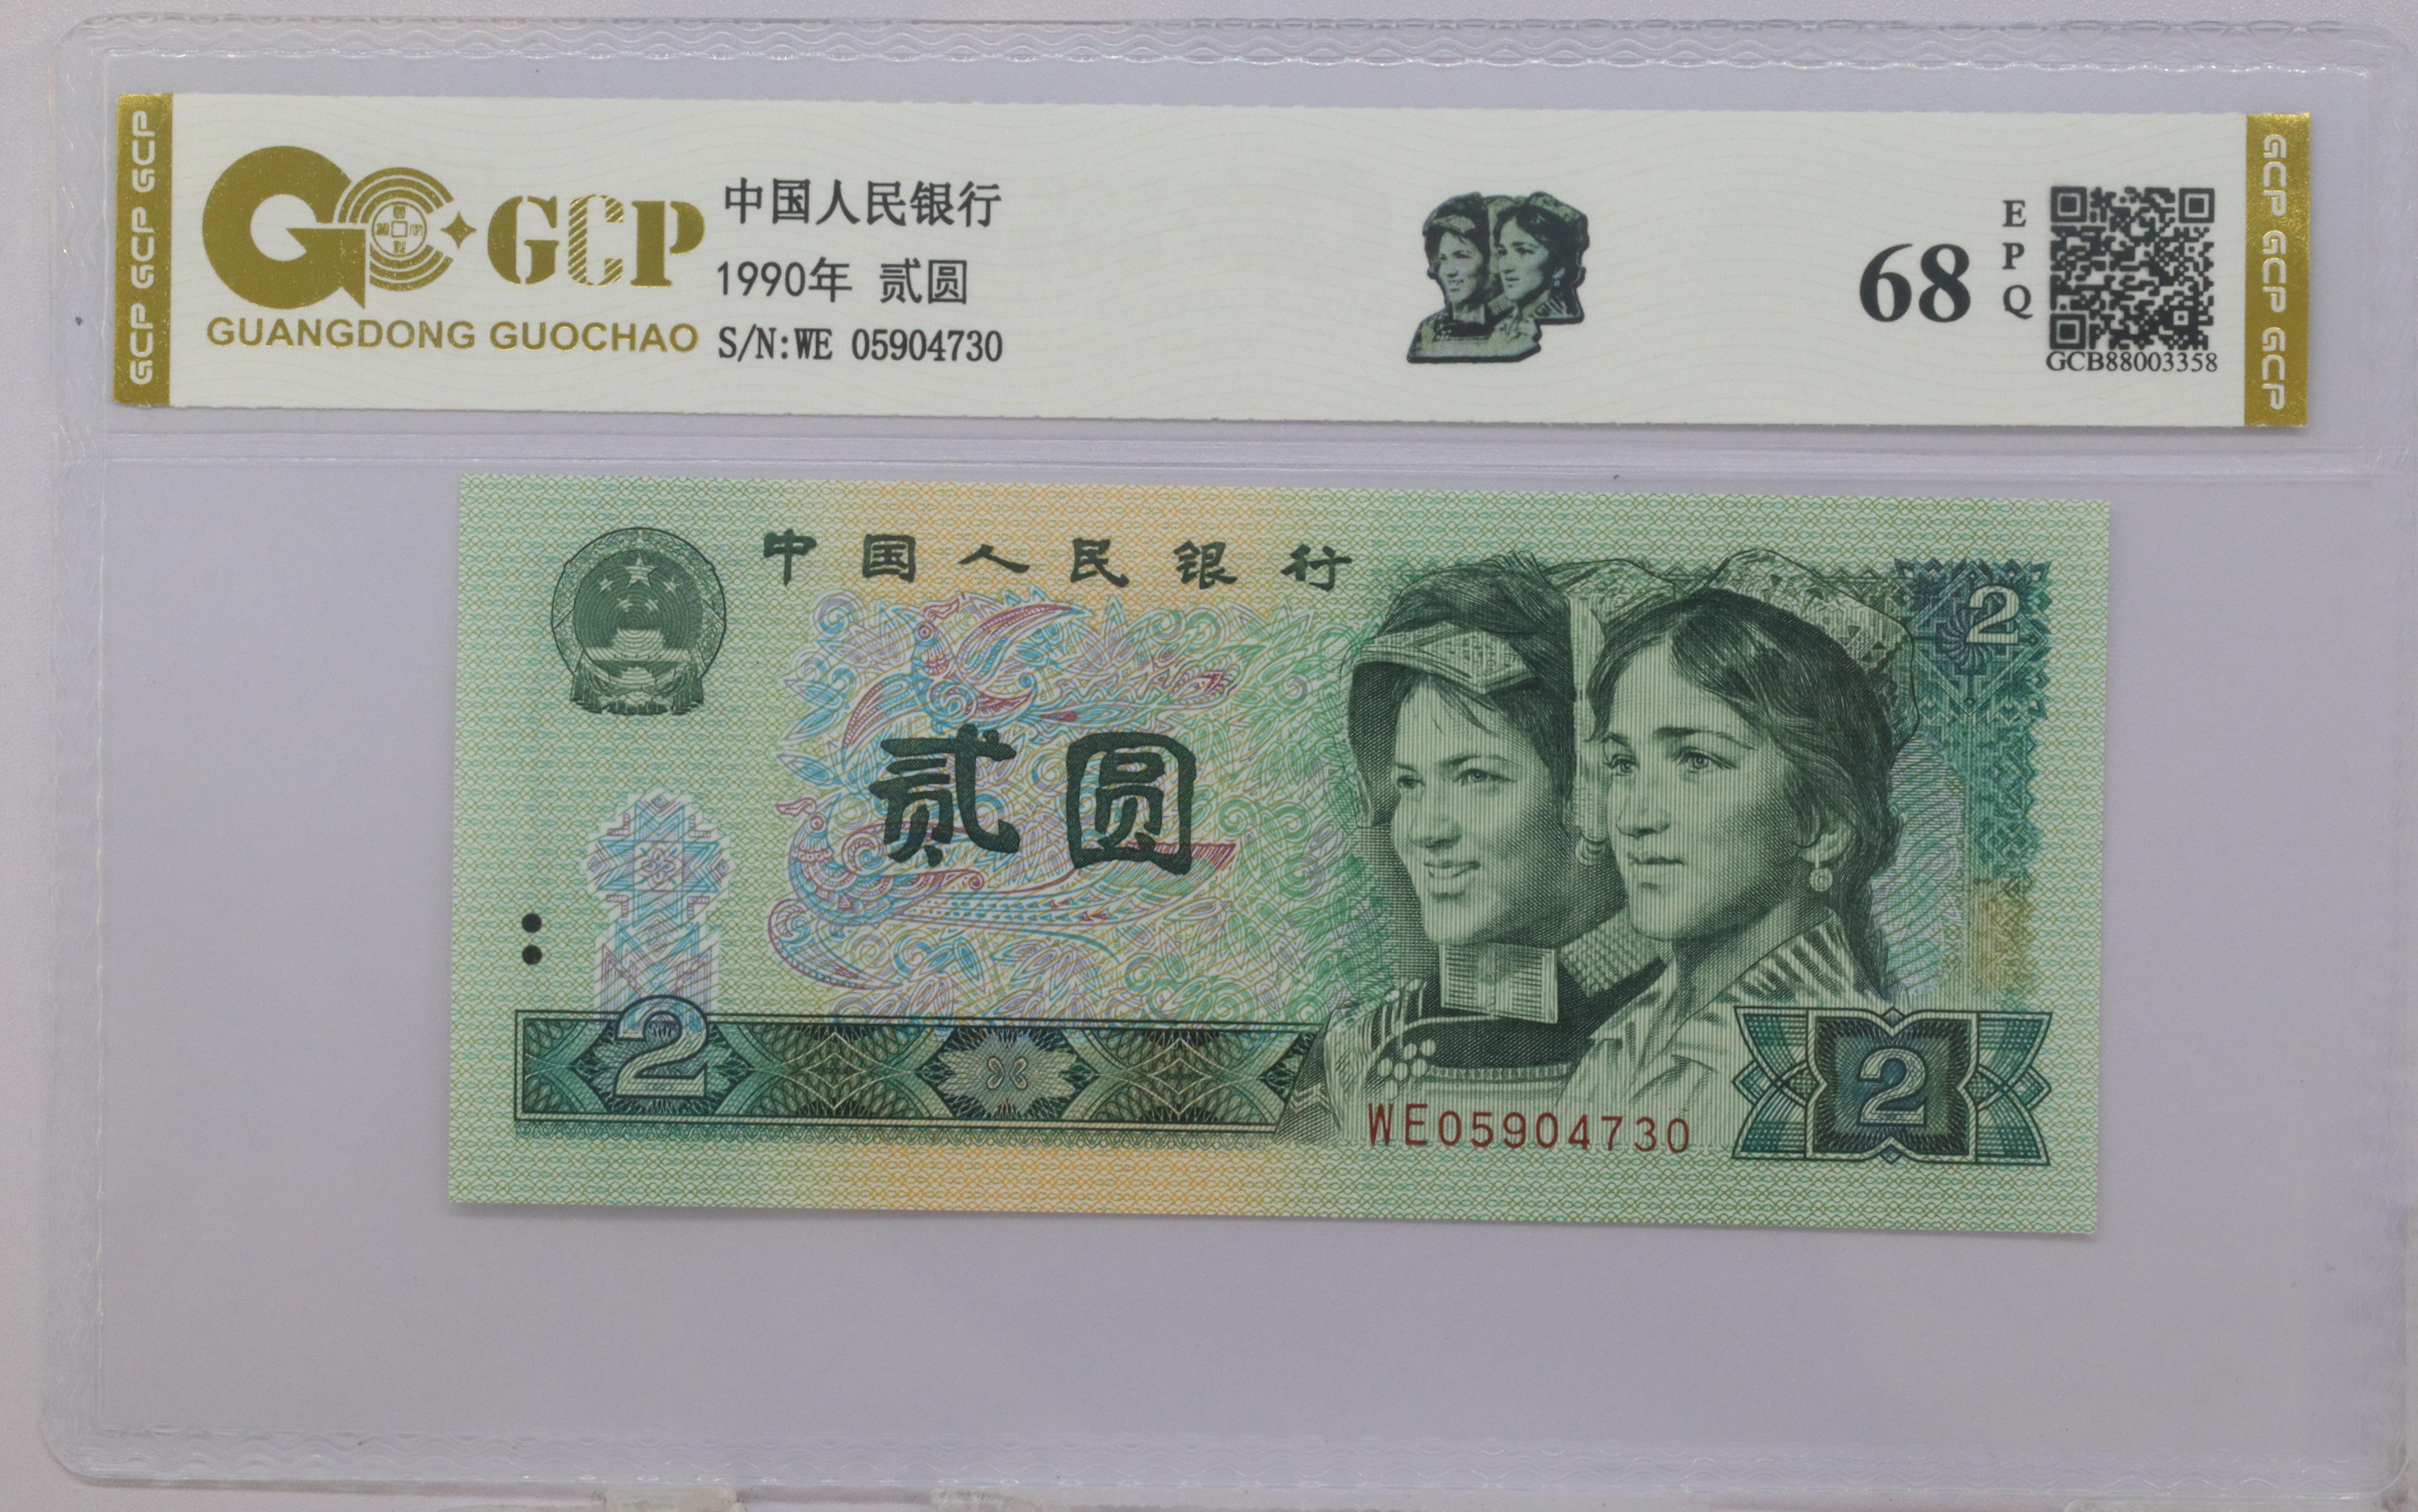 GCP GCP GCP
GCP
GUANGDONG GUOCHAO
中国人民银行
1990年 贰圆
S/N:WE 05904730
68
EPQ
GCB88003358
GCP GCP GCP
中国人民银行
2
贰圆
2
WE05904730
2